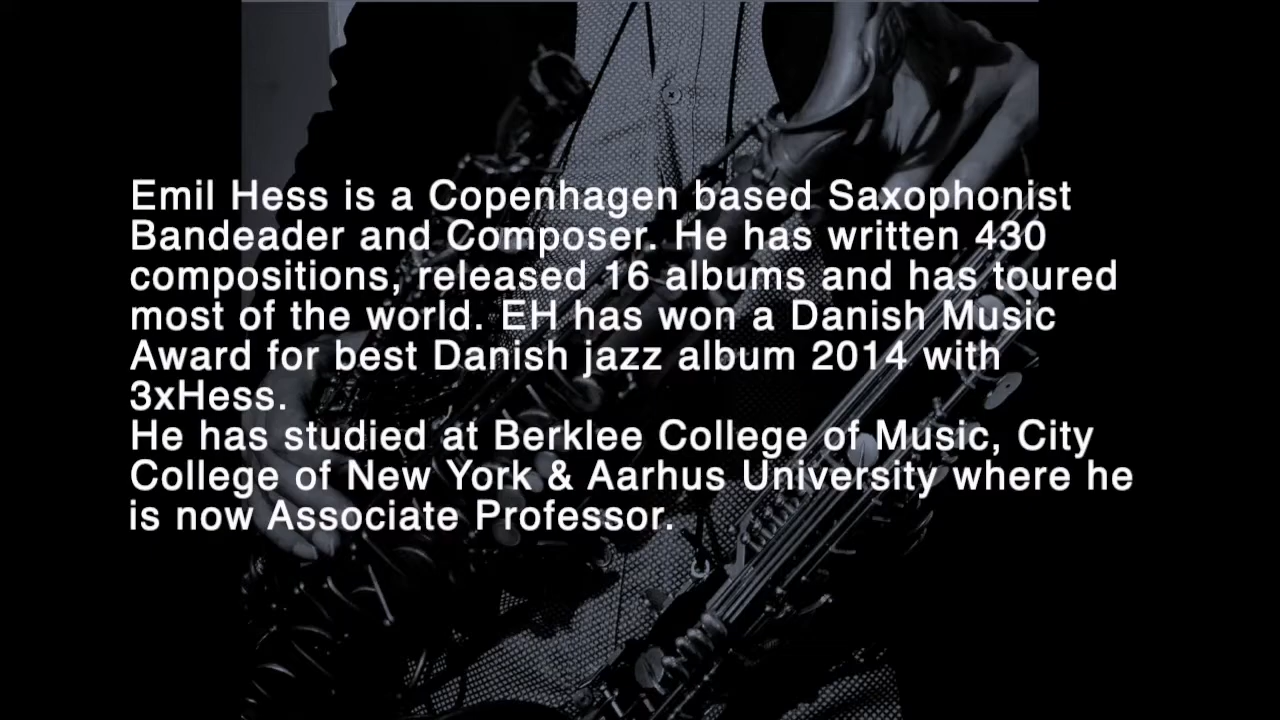 Emil Hess is a Copenhagen based Saxophonist
Bandeader and Composer. He has written 430
compositions, released 16 albums and has toured
most of the world. EH has won a Danish Music
Award for best Danish jazz album 2014 with
3xHess.
He has studied at Berklee College of Music, City
College of New York & Aarhus University where he
is now Associate Professor.